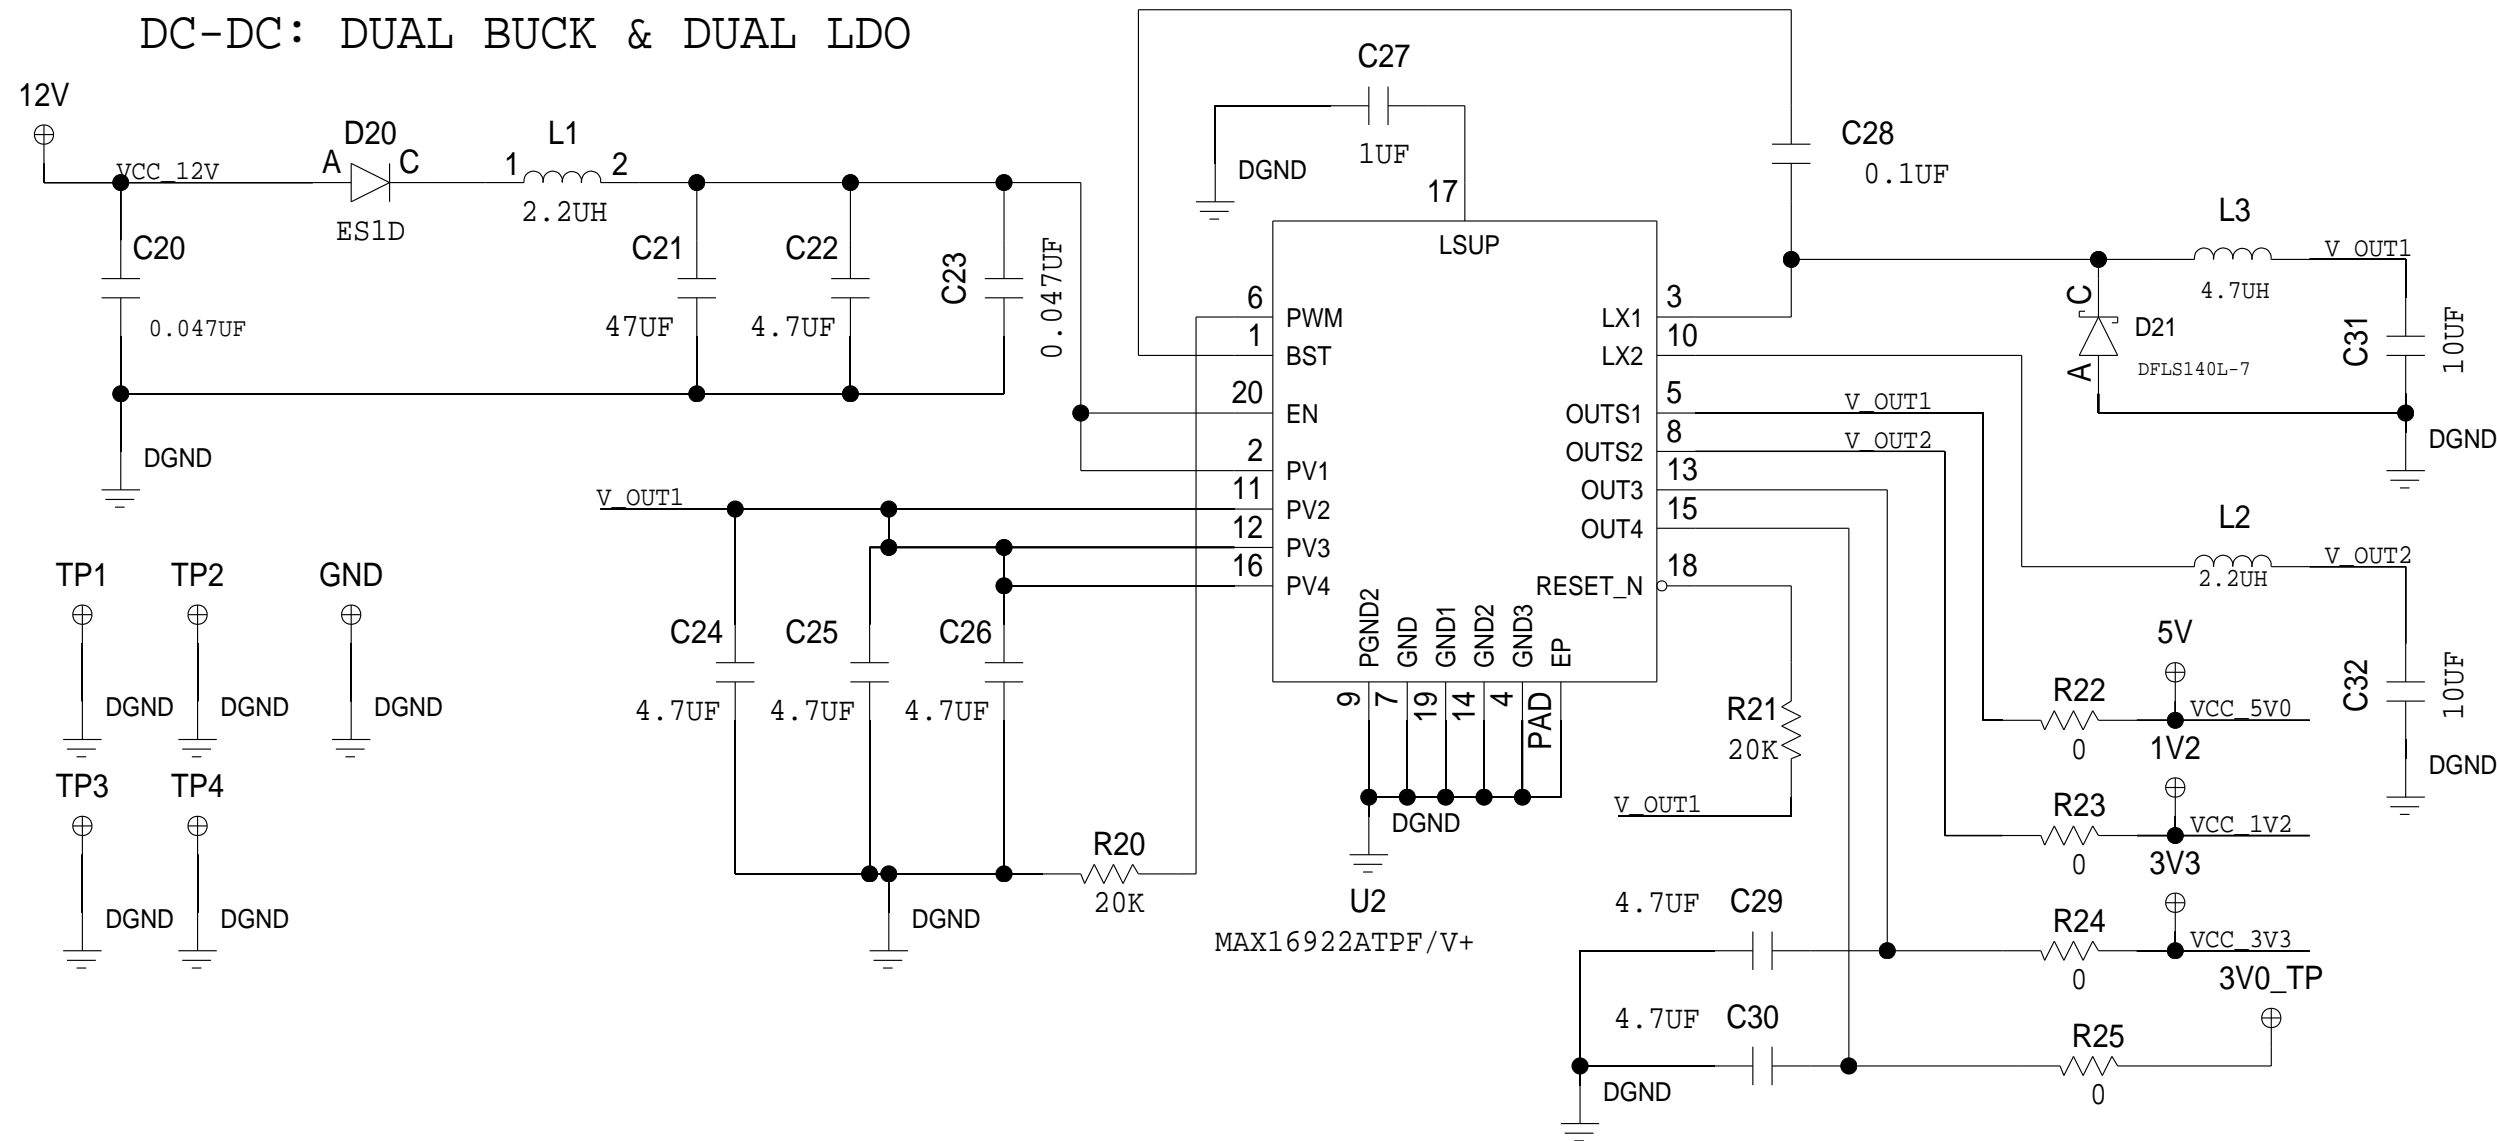 DC-DC: DUAL BUCK & DUAL LDO
12V
VCC_12V
A
D20
C
ES1D
1
L1
2
2.2UH
C20
0.047UF
C21
47UF
C22
4.7UF
C23
0.047UF
DGND
C27
1UF
DGND
17
LSUP
C28
0.1UF
6
PWM
1
BST
20
EN
2
PV1
11
PV2
12
PV3
16
PV4
V_OUT1
LX1
3
LX2
10
OUTS1
5
V_OUT1
OUTS2
8
V_OUT2
OUT3
13
OUT4
15
RESET_N
18
PGND2
GND
GND1
GND2
GND3
EP
9
7
19
14
4
PAD
DGND
U2
MAX16922ATPF/V+
L3
4.7UH
V_OUT1
C
D21
A
DFLS140L-7
C31
10UF
DGND
L2
2.2UH
V_OUT2
C32
10UF
DGND
TP1
DGND
TP2
DGND
GND
DGND
TP3
DGND
TP4
DGND
C24
4.7UF
C25
4.7UF
C26
4.7UF
R20
20K
DGND
R21
20K
V_OUT1
5V
R22
0
VCC_5V0
1V2
R23
0
VCC_1V2
3V3
4.7UF
C29
R24
0
VCC_3V3
3V0_TP
4.7UF
C30
R25
0
DGND